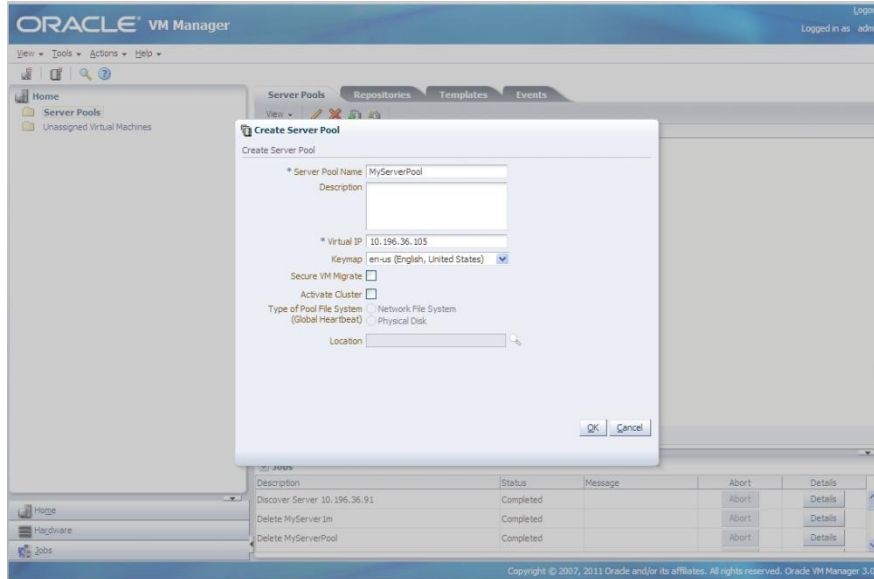 ORACLE VM Manager
Logged in as adm
View Tools Actions Help
Home
Server Pools
Unassigned Virtual Machines
Server Pools Repositories Templates Events
View
Create Server Pool
Create Server Pool
* Server Pool Name MyServerPool
Description
* Virtual IP 10.196.36.105
Keymap en-us (English, United States)
Secure VM Migrate
Activate Cluster
Type of Pool File System Network File System
(Global Heartbeat) Physical Disk
Location
OK Cancel
Jobs
Description Status Message Abort Details
Discover Server 10.196.36.91 Completed Abort Details
Delete MyServer1m Completed Abort Details
Delete MyServerPool Completed Abort Details
Home
Hardware
Jobs
Copyright © 2007, 2011 Oracle and/or its affiliates. All rights reserved. Oracle VM Manager 3.0